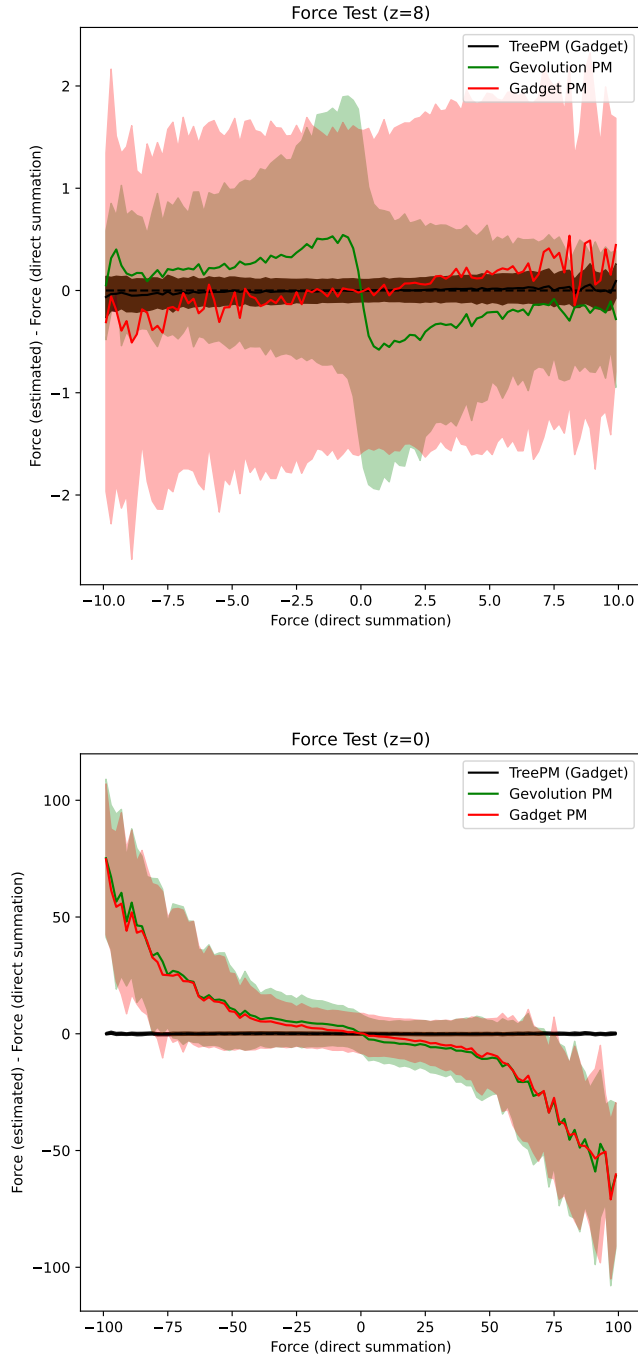 Force Test (z=8)
TreePM (Gadget)
Gevolution PM
Gadget PM
Force (estimated) - Force (direct summation)
2
1
0
−1
−2
−10.0 −7.5 −5.0 −2.5 0.0 2.5 5.0 7.5 10.0
Force (direct summation)
Force Test (z=0)
TreePM (Gadget)
Gevolution PM
Gadget PM
Force (estimated) - Force (direct summation)
100
50
0
−50
−100
−100 −75 −50 −25 0 25 50 75 100
Force (direct summation)